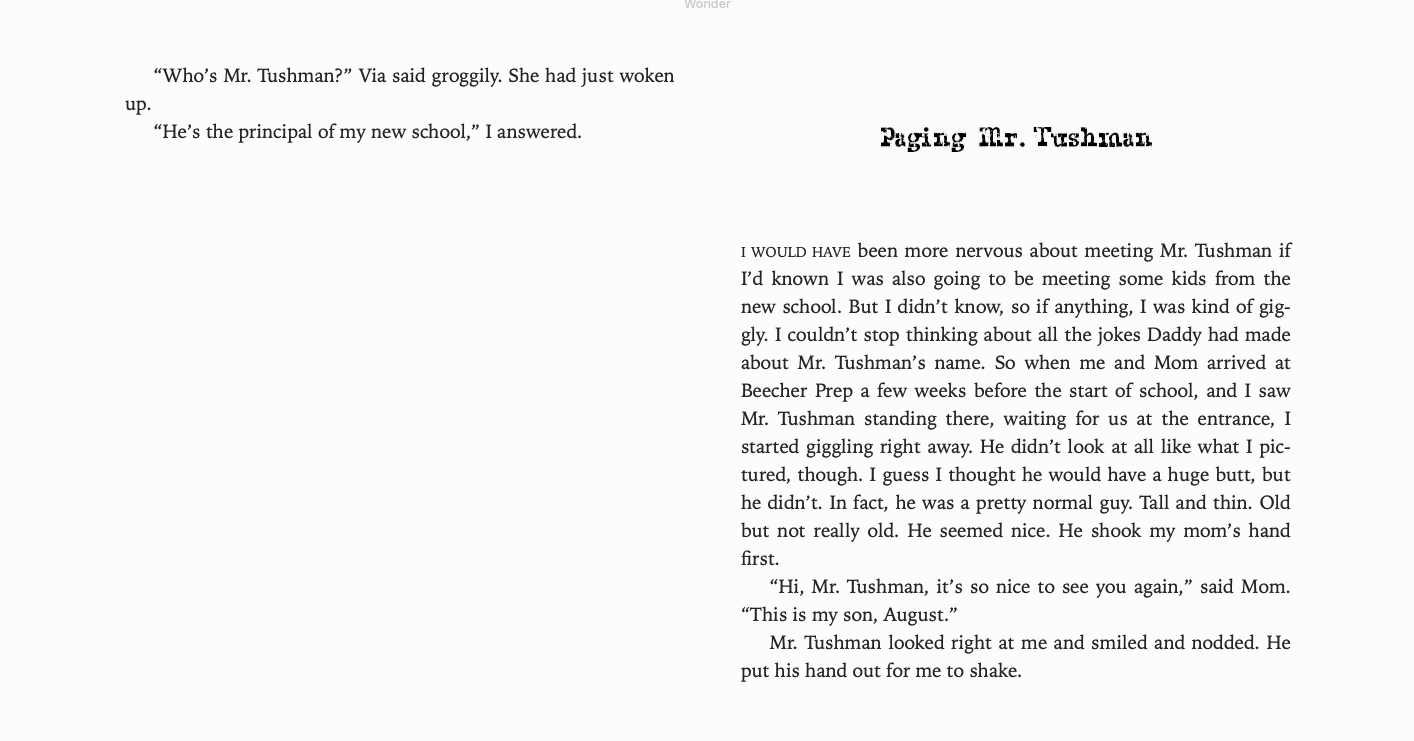 Wonder
“Who’s Mr. Tushman?” Via said groggily. She had just woken
up.
“He’s the principal of my new school,” I answered.
Paging Mr. Tushman
I WOULD HAVE been more nervous about meeting Mr. Tushman if
I’d known I was also going to be meeting some kids from the
new school. But I didn’t know, so if anything, I was kind of gig-
gly. I couldn’t stop thinking about all the jokes Daddy had made
about Mr. Tushman’s name. So when me and Mom arrived at
Beecher Prep a few weeks before the start of school, and I saw
Mr. Tushman standing there, waiting for us at the entrance, I
started giggling right away. He didn’t look at all like what I pic-
tured, though. I guess I thought he would have a huge butt, but
he didn’t. In fact, he was a pretty normal guy. Tall and thin. Old
but not really old. He seemed nice. He shook my mom’s hand
first.
“Hi, Mr. Tushman, it’s so nice to see you again,” said Mom.
“This is my son, August.”
Mr. Tushman looked right at me and smiled and nodded. He
put his hand out for me to shake.